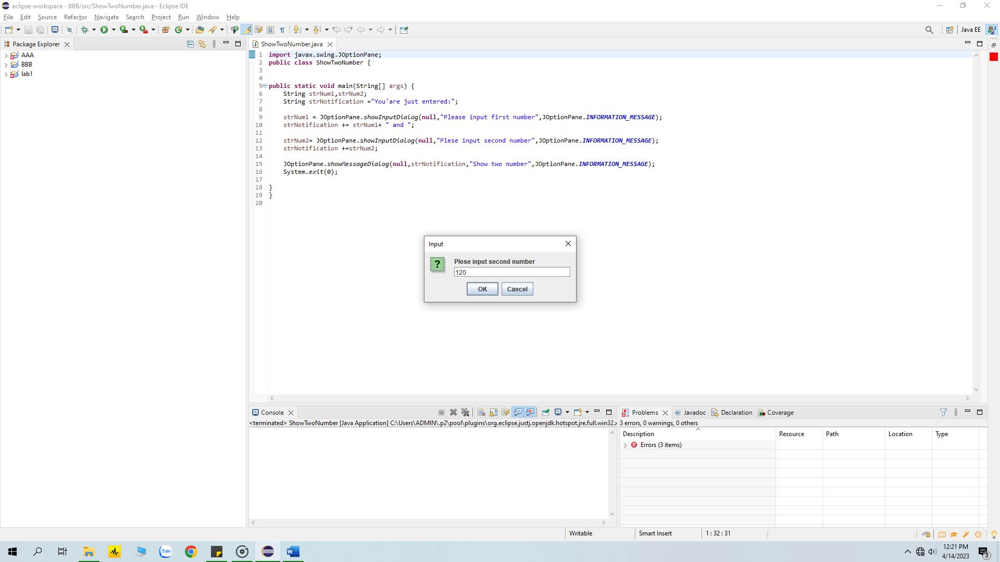 eclipse-workspace - BBB/src/ShowTwoNumber.java - Eclipse IDE
File Edit Source Refactor Navigate Search Project Run Window Help
Java EE
Package Explorer
ShowTwoNumber.java
AAA
BBB
lab1
1 import javax.swing.JOptionPane;
2 public class ShowTwoNumber {
3
4
5 public static void main(String[] args) {
6 String strNum1,strNum2;
7 String strNotification ="You'are just entered:";
8
9 strNum1 = JOptionPane.showInputDialog(null,"Please input first number",JOptionPane.INFORMATION_MESSAGE);
10 strNotification += strNum1+ " and ";
11
12 strNum2= JOptionPane.showInputDialog(null,"Plese input second number",JOptionPane.INFORMATION_MESSAGE);
13 strNotification +=strNum2;
14
15 JOptionPane.showMessageDialog(null,strNotification,"Show two number",JOptionPane.INFORMATION_MESSAGE);
16 System.exit(0);
17
18 }
19 }
20
Input
Plese input second number
120
OK Cancel
Console
<terminated> ShowTwoNumber [Java Application] C:\Users\ADMIN\.p2\pool\plugins\org.eclipse.justj.openjdk.hotspot.jre.full.win32.x
Problems @ Javadoc Declaration Coverage
3 errors, 0 warnings, 0 others
Description Resource Path Location Type
Errors (3 items)
Writable Smart Insert 1 : 32 : 31
Zalo
12:21 PM
4/14/2023
3